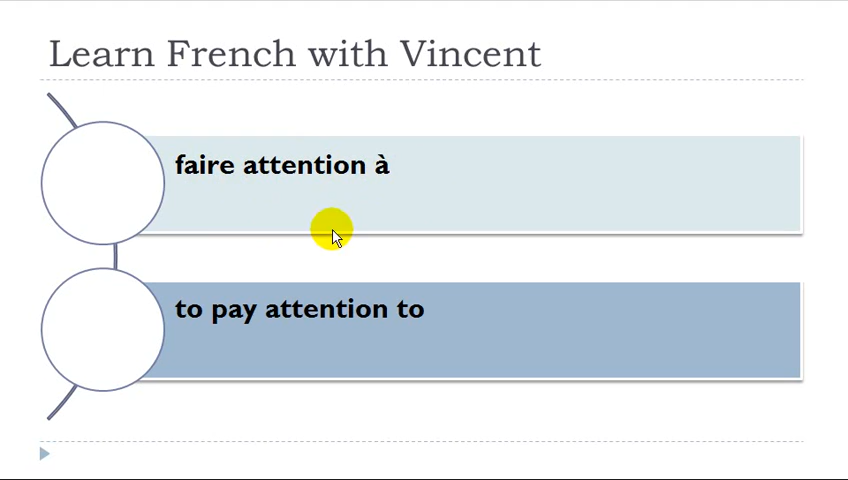 Learn French with Vincent
faire attention à
to pay attention to